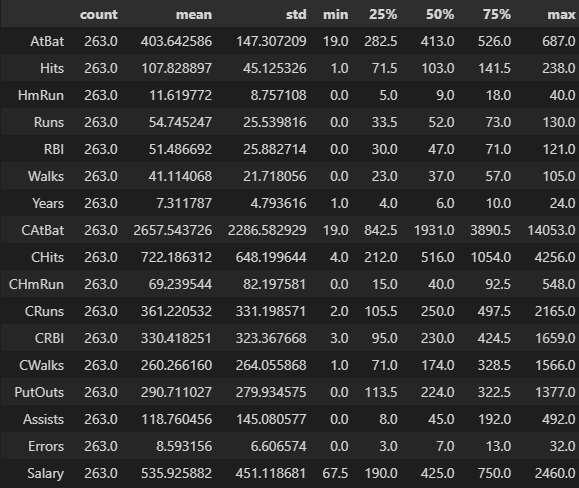 count mean std min 25% 50% 75% max
AtBat 263.0 403.642586 147.307209 19.0 282.5 413.0 526.0 687.0
Hits 263.0 107.828897 45.125326 1.0 71.5 103.0 141.5 238.0
HmRun 263.0 11.619772 8.757108 0.0 5.0 9.0 18.0 40.0
Runs 263.0 54.745247 25.539816 0.0 33.5 52.0 73.0 130.0
RBI 263.0 51.486692 25.882714 0.0 30.0 47.0 71.0 121.0
Walks 263.0 41.114068 21.718056 0.0 23.0 37.0 57.0 105.0
Years 263.0 7.311787 4.793616 1.0 4.0 6.0 10.0 24.0
CAtBat 263.0 2657.543726 2286.582929 19.0 842.5 1931.0 3890.5 14053.0
CHits 263.0 722.186312 648.199644 4.0 212.0 516.0 1054.0 4256.0
CHmRun 263.0 69.239544 82.197581 0.0 15.0 40.0 92.5 548.0
CRuns 263.0 361.220532 331.198571 2.0 105.5 250.0 497.5 2165.0
CRBI 263.0 330.418251 323.367668 3.0 95.0 230.0 424.5 1659.0
CWalks 263.0 260.266160 264.055868 1.0 71.0 174.0 328.5 1566.0
PutOuts 263.0 290.711027 279.934575 0.0 113.5 224.0 322.5 1377.0
Assists 263.0 118.760456 145.080577 0.0 8.0 45.0 192.0 492.0
Errors 263.0 8.593156 6.606574 0.0 3.0 7.0 13.0 32.0
Salary 263.0 535.925882 451.118681 67.5 190.0 425.0 750.0 2460.0